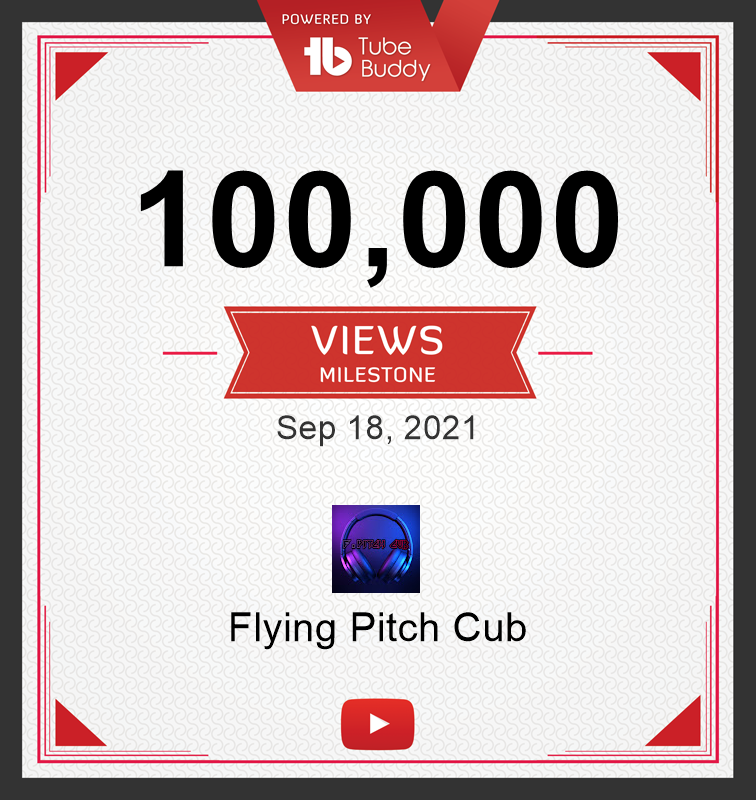 POWERED BY
Tube
Buddy
100,000
VIEWS
MILESTONE
Sep 18, 2021
Flying Pitch Cub